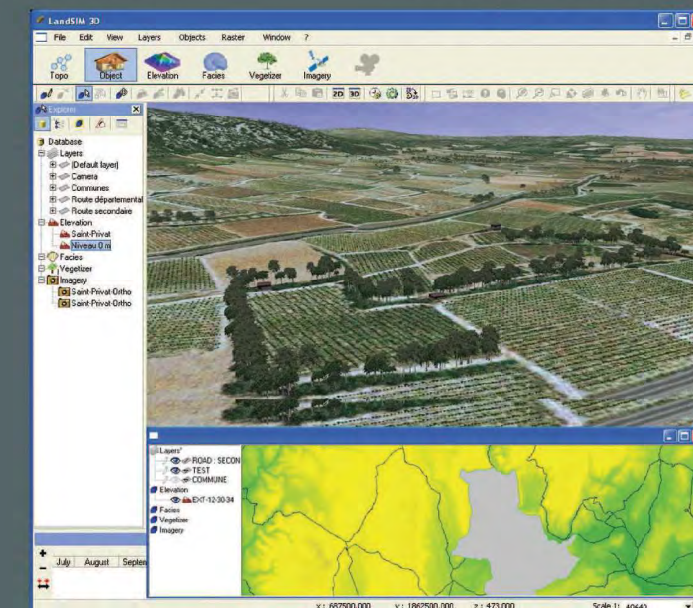 LandSIM 3D
File Edit View Layers Objects Raster Window ?
Topo Object Elevation Facies Vegetizer Imagery
2D 3D
Explorer
Database
Layers
(Default layer)
Camera
Communes
Route départemental
Route secondaire
Elevation
Saint-Privat
Niveau 0 m
Facies
Vegetizer
Imagery
Saint-Privat-Ortho
Saint-Privat-Ortho
Layers
ROAD : SECON
TEST
COMMUNE
Elevation
EXT-12-30-34
Facies
Vegetizer
Imagery
July August Septen
x : 687500.000 y : 1862500.000 z : 473.000 Scale 1: